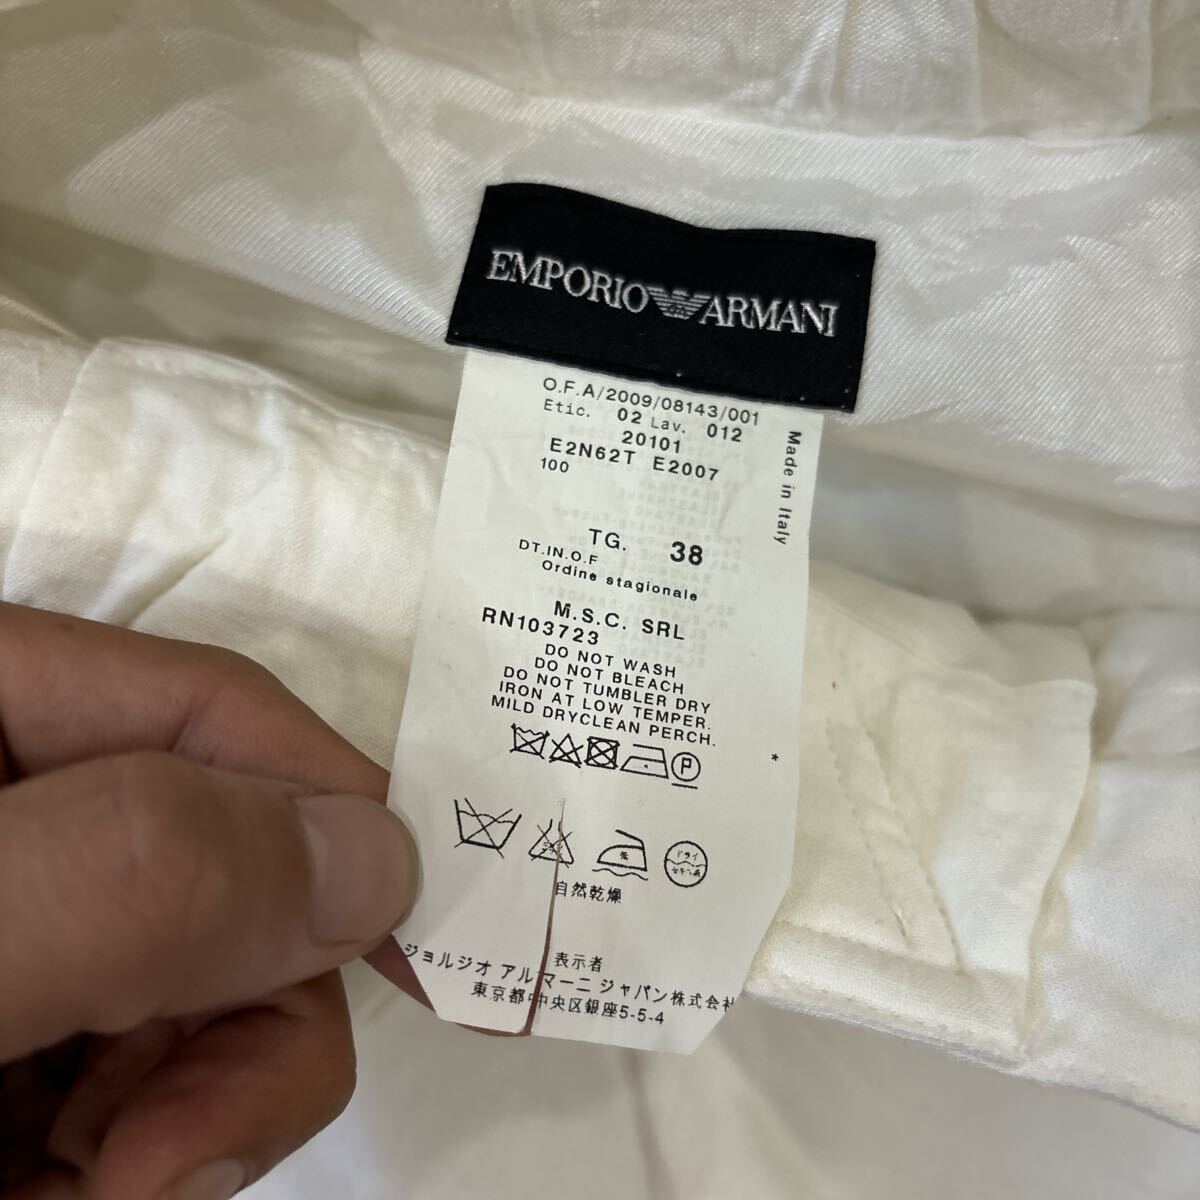 EMPORIO ARMANI
O.F.A/2009/08143/001
Etic. 02 Lav. 012
20101
E2N62T E2007
100
Made in Italy
TG. 38
DT.IN.O.F
Ordine stagionale
M.S.C. SRL
RN103723
DO NOT WASH
DO NOT BLEACH
DO NOT TUMBLER DRY
IRON AT LOW TEMPER.
MILD DRYCLEAN PERCH.
P
*
低
ドライ
自然乾燥
表示者
ジョルジオ アルマーニ ジャパン株式会社
東京都中央区銀座5-5-4